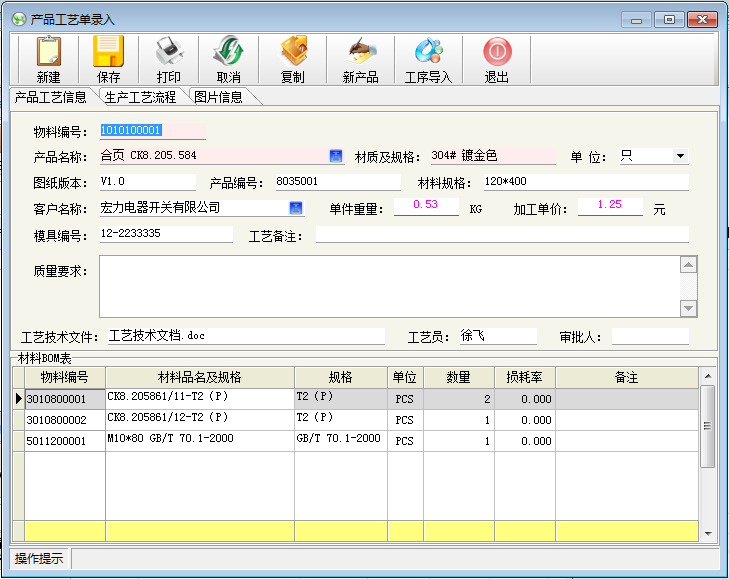 产品工艺单录入
新建 保存 打印 取消 复制 新产品 工序导入 退出
产品工艺信息 生产工艺流程 图片信息
物料编号: 1010100001
产品名称: 合页 CK8.205.584 材质及规格: 304# 镀金色 单 位: 只
图纸版本: V1.0 产品编号: 8035001 材料规格: 120*400
客户名称: 宏力电器开关有限公司 单件重量: 0.53 KG 加工单价: 1.25 元
模具编号: 12-2233335 工艺备注:
质量要求:
工艺技术文件: 工艺技术文档.doc 工艺员: 徐飞 审批人:
材料BOM表
物料编号 材料品名及规格 规格 单位 数量 损耗率 备注
3010800001 CK8.205861/11-T2 (P) T2 (P) PCS 2 0.000
3010800002 CK8.205861/12-T2 (P) T2 (P) PCS 1 0.000
5011200001 M10*80 GB/T 70.1-2000 GB/T 70.1-2000 PCS 1 0.000
操作提示